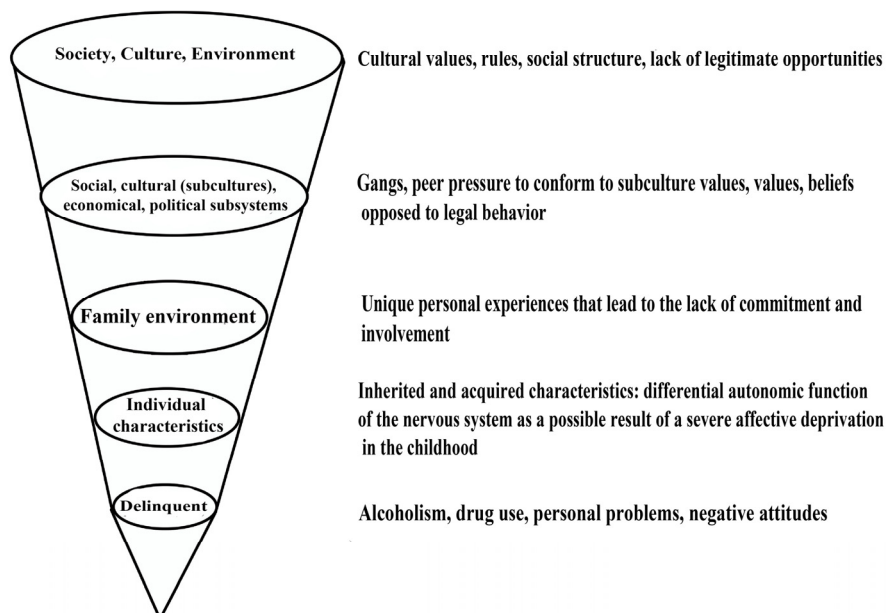 Society, Culture, Environment
Cultural values, rules, social structure, lack of legitimate opportunities
Social, cultural (subcultures),
economical, political subsystems
Gangs, peer pressure to conform to subculture values, values, beliefs
opposed to legal behavior
Family environment
Unique personal experiences that lead to the lack of commitment and
involvement
Individual
characteristics
Inherited and acquired characteristics: differential autonomic function
of the nervous system as a possible result of a severe affective deprivation
in the childhood
Delinquent
Alcoholism, drug use, personal problems, negative attitudes